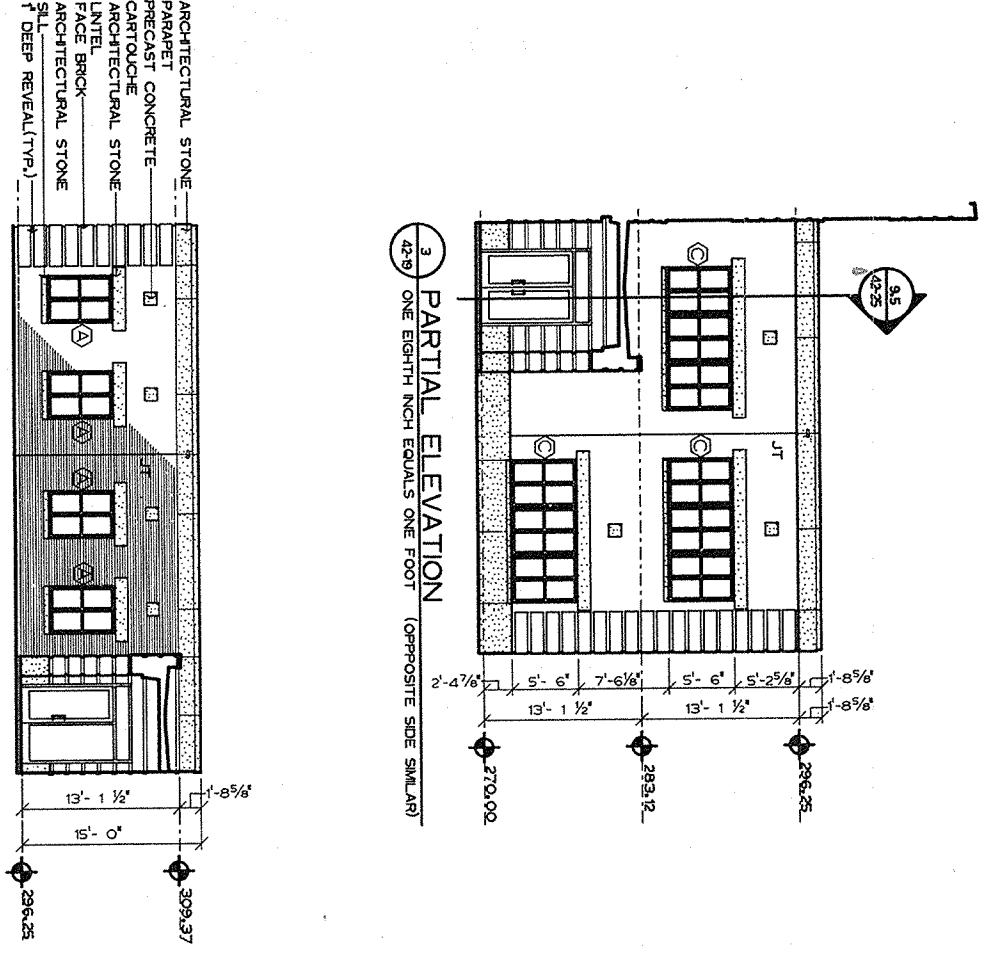 9.5
42-25
C
JT
C
C
5'-2 5/8"
5'- 6"
7'-6 1/8"
5'- 6"
2'-4 7/8"
1'-8 5/8"
13'- 1 1/2"
13'- 1 1/2"
1'-8 5/8"
296.25
283.12
270.00
3
42-19
PARTIAL ELEVATION
ONE EIGHTH INCH EQUALS ONE FOOT (OPPPOSITE SIDE SIMILAR)
ARCHITECTURAL STONE
PARAPET
PRECAST CONCRETE
CARTOUCHE
ARCHITECTURAL STONE
LINTEL
FACE BRICK
ARCHITECTURAL STONE
SILL
1" DEEP REVEAL (TYP.)
A
A
JT
A
A
1'-8 5/8"
13'- 1 1/2"
15'- 0"
309.37
296.25